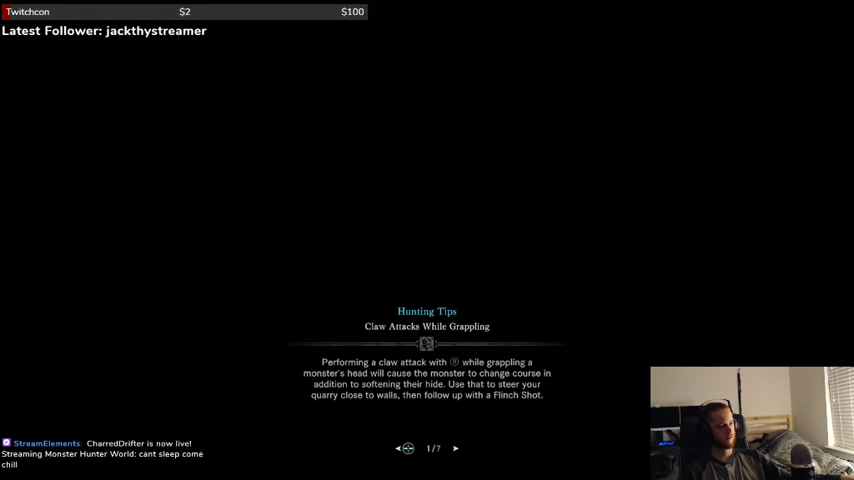 Twitchcon $2 $100
Latest Follower: jackthystreamer
Hunting Tips
Claw Attacks While Grappling
Performing a claw attack with Ⓑ while grappling a
monster's head will cause the monster to change course in
addition to softening their hide. Use that to steer your
quarry close to walls, then follow up with a Flinch Shot.
1/7
StreamElements: CharredDrifter is now live!
Streaming Monster Hunter World: cant sleep come
chill